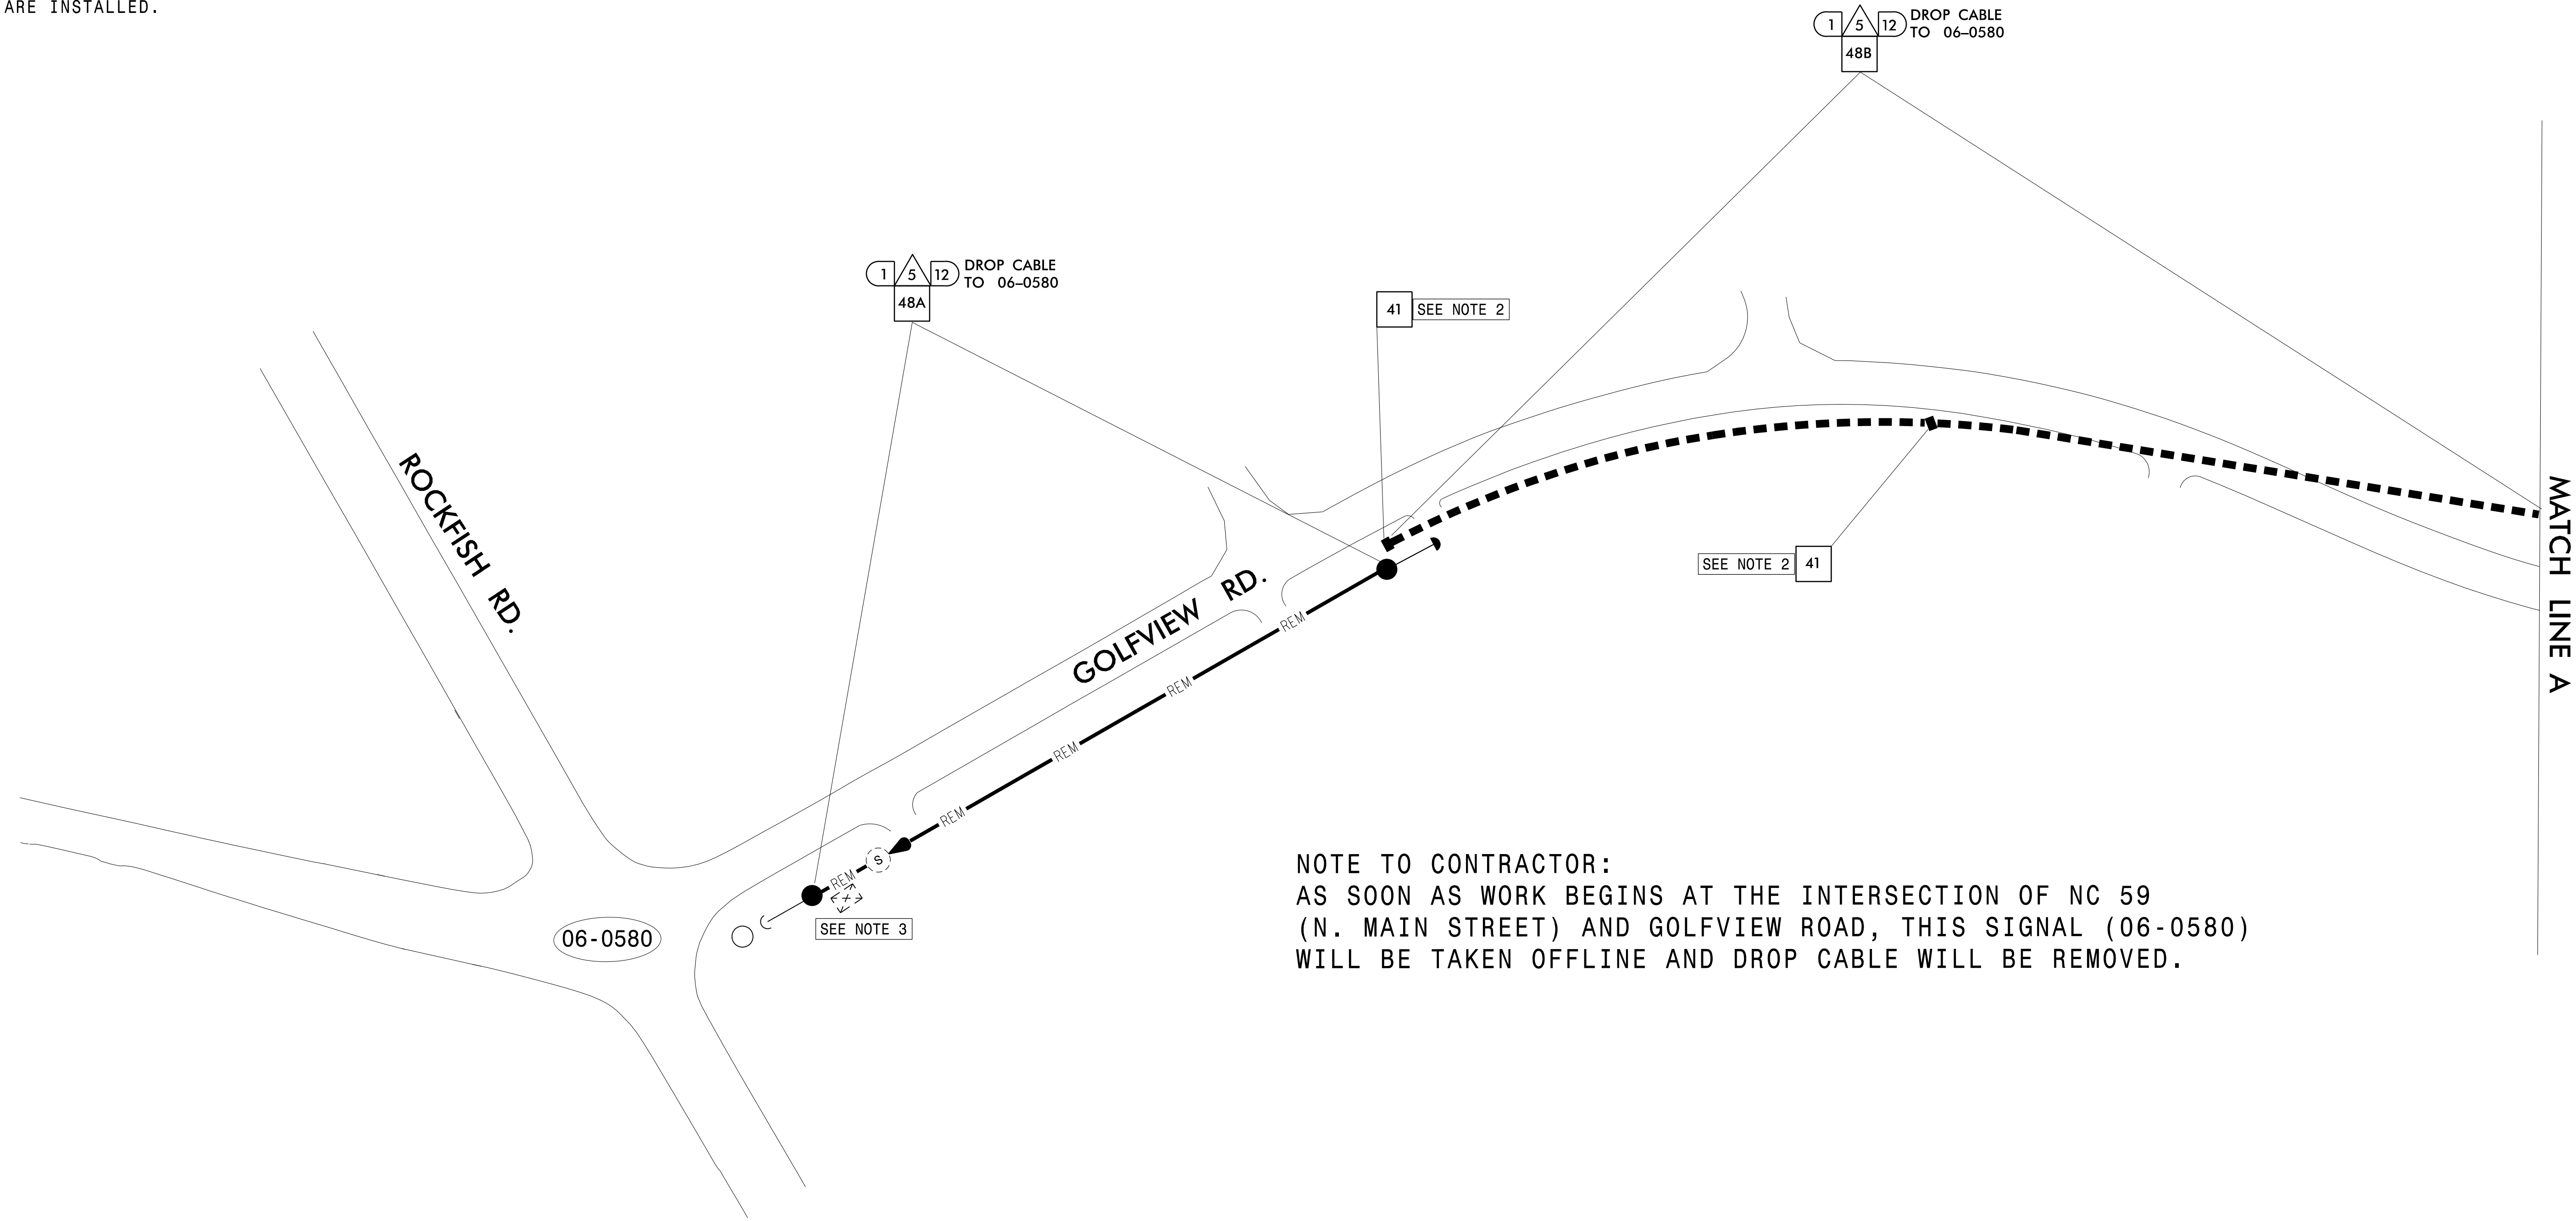 ARE INSTALLED.
1 5 12 DROP CABLE
TO 06–0580
48B
1 5 12 DROP CABLE
TO 06–0580
48A
41 SEE NOTE 2
ROCKFISH RD.
GOLFVIEW RD.
SEE NOTE 2 41
MATCH LINE A
REM
REM
REM
REM
S
REM
SEE NOTE 3
06-0580
NOTE TO CONTRACTOR:
AS SOON AS WORK BEGINS AT THE INTERSECTION OF NC 59
(N. MAIN STREET) AND GOLFVIEW ROAD, THIS SIGNAL (06-0580)
WILL BE TAKEN OFFLINE AND DROP CABLE WILL BE REMOVED.